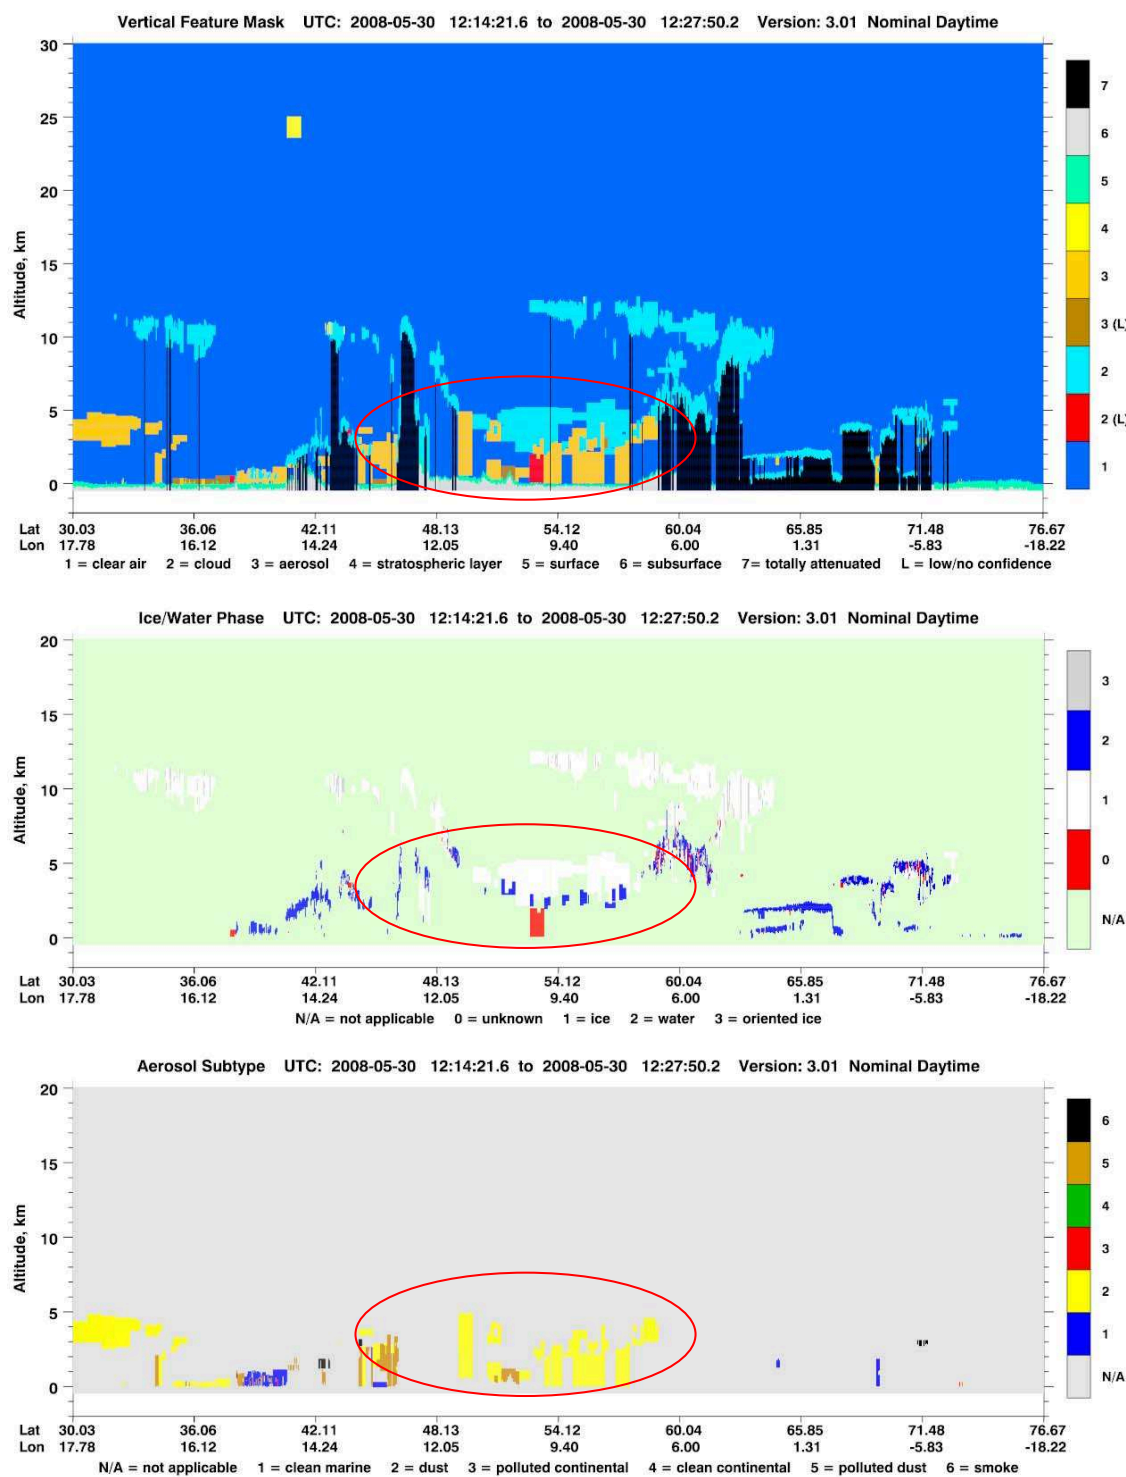 Vertical Feature Mask UTC: 2008-05-30 12:14:21.6 to 2008-05-30 12:27:50.2 Version: 3.01 Nominal Daytime
30
25
20
15
10
5
0
Altitude, km
7
6
5
4
3
3 (L)
2
2 (L)
1
Lat 30.03 36.06 42.11 48.13 54.12 60.04 65.85 71.48 76.67
Lon 17.78 16.12 14.24 12.05 9.40 6.00 1.31 -5.83 -18.22
1 = clear air 2 = cloud 3 = aerosol 4 = stratospheric layer 5 = surface 6 = subsurface 7= totally attenuated L = low/no confidence
Ice/Water Phase UTC: 2008-05-30 12:14:21.6 to 2008-05-30 12:27:50.2 Version: 3.01 Nominal Daytime
20
15
10
5
0
Altitude, km
3
2
1
0
N/A
Lat 30.03 36.06 42.11 48.13 54.12 60.04 65.85 71.48 76.67
Lon 17.78 16.12 14.24 12.05 9.40 6.00 1.31 -5.83 -18.22
N/A = not applicable 0 = unknown 1 = ice 2 = water 3 = oriented ice
Aerosol Subtype UTC: 2008-05-30 12:14:21.6 to 2008-05-30 12:27:50.2 Version: 3.01 Nominal Daytime
20
15
10
5
0
Altitude, km
6
5
4
3
2
1
N/A
Lat 30.03 36.06 42.11 48.13 54.12 60.04 65.85 71.48 76.67
Lon 17.78 16.12 14.24 12.05 9.40 6.00 1.31 -5.83 -18.22
N/A = not applicable 1 = clean marine 2 = dust 3 = polluted continental 4 = clean continental 5 = polluted dust 6 = smoke